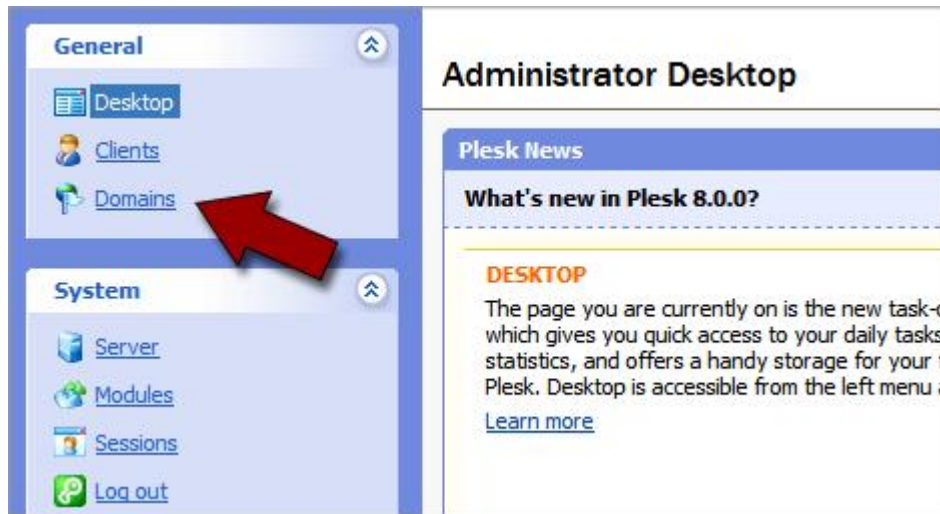 General
Desktop
Clients
Domains
System
Server
Modules
Sessions
Log out
Administrator Desktop
Plesk News
What's new in Plesk 8.0.0?
DESKTOP
The page you are currently on is the new task-
which gives you quick access to your daily tasks
statistics, and offers a handy storage for your
Plesk. Desktop is accessible from the left menu
Learn more